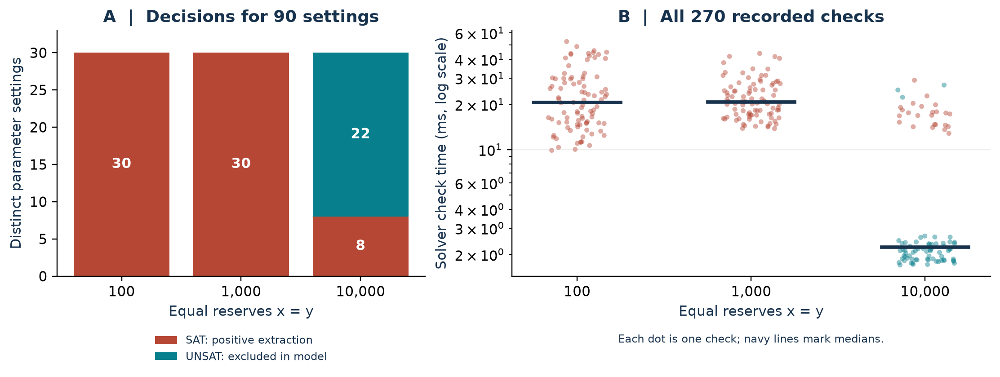 A | Decisions for 90 settings
Distinct parameter settings
30
25
20
15
10
5
0
30
30
22
8
100
1,000
10,000
Equal reserves x = y
SAT: positive extraction
UNSAT: excluded in model
B | All 270 recorded checks
Solver check time (ms, log scale)
6 × 10¹
4 × 10¹
3 × 10¹
2 × 10¹
10¹
6 × 10⁰
4 × 10⁰
3 × 10⁰
2 × 10⁰
100
1,000
10,000
Equal reserves x = y
Each dot is one check; navy lines mark medians.